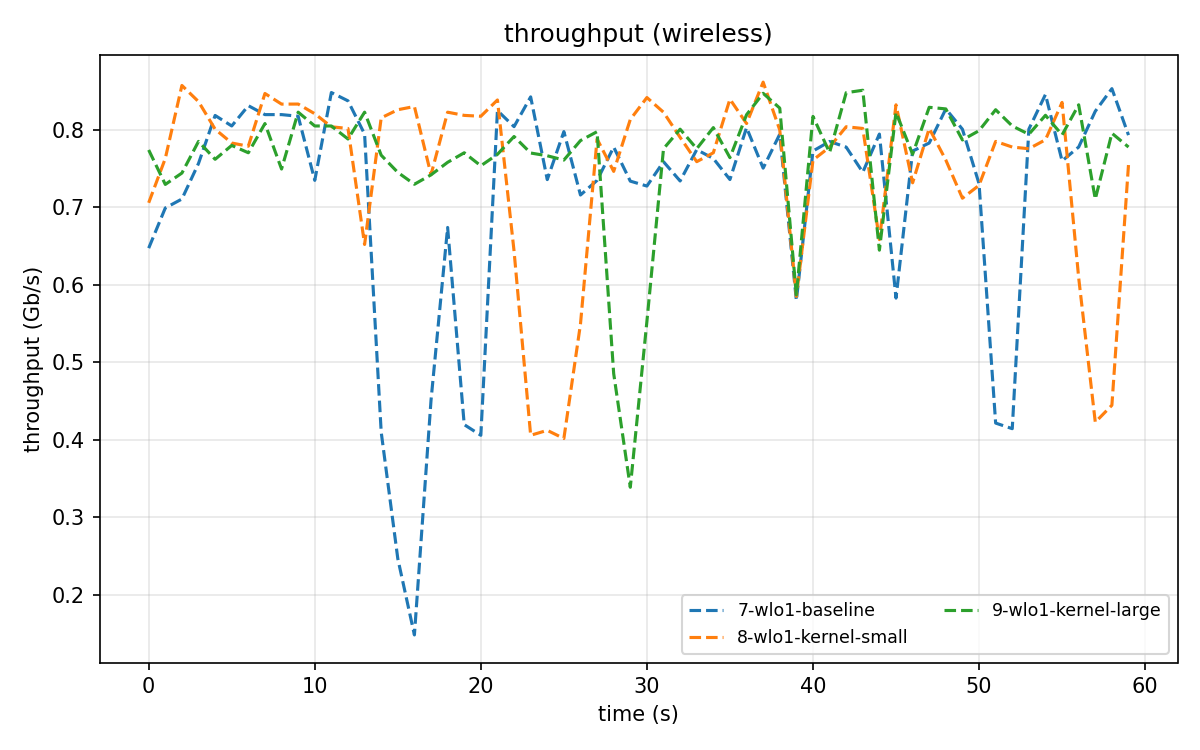 throughput (wireless)
throughput (Gb/s)
0.8
0.7
0.6
0.5
0.4
0.3
0.2
7-wlo1-baseline
8-wlo1-kernel-small
9-wlo1-kernel-large
0 10 20 30 40 50 60
time (s)